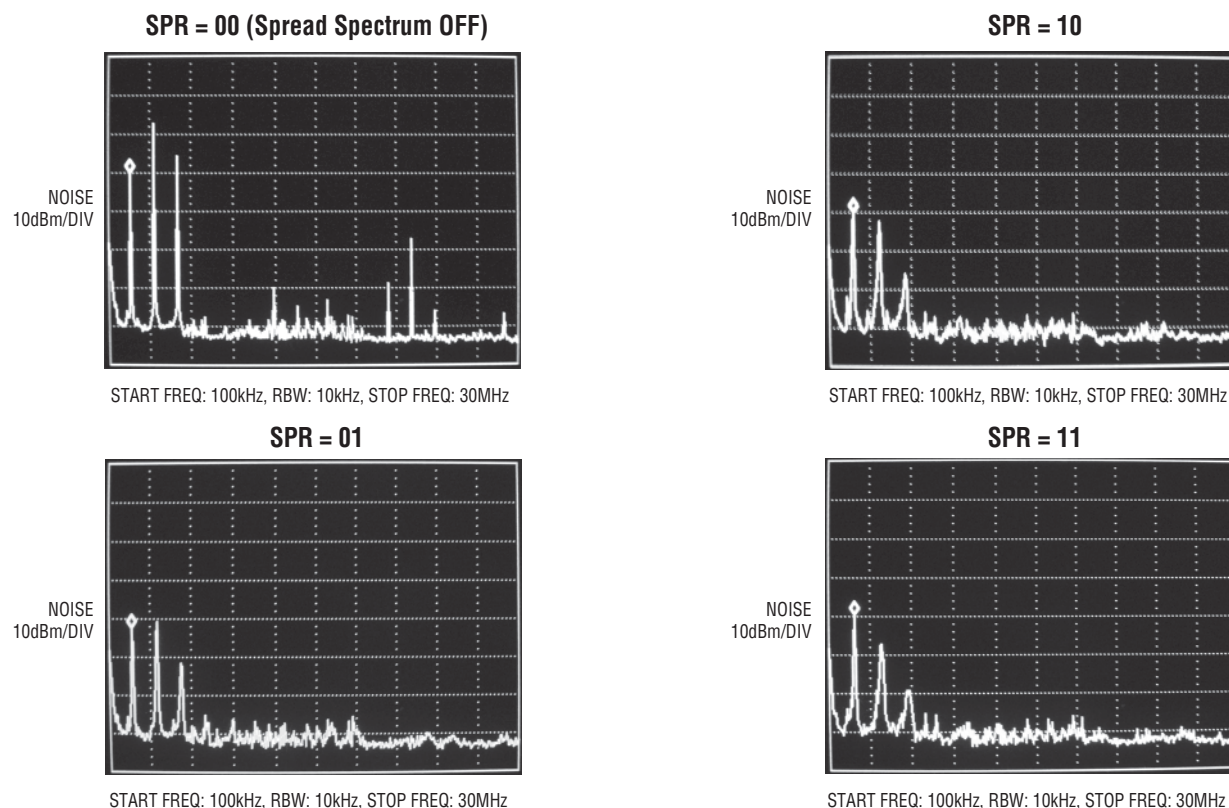 SPR = 00 (Spread Spectrum OFF)
NOISE
10dBm/DIV
START FREQ: 100kHz, RBW: 10kHz, STOP FREQ: 30MHz
SPR = 10
NOISE
10dBm/DIV
START FREQ: 100kHz, RBW: 10kHz, STOP FREQ: 30MHz
SPR = 01
NOISE
10dBm/DIV
START FREQ: 100kHz, RBW: 10kHz, STOP FREQ: 30MHz
SPR = 11
NOISE
10dBm/DIV
START FREQ: 100kHz, RBW: 10kHz, STOP FREQ: 30MHz